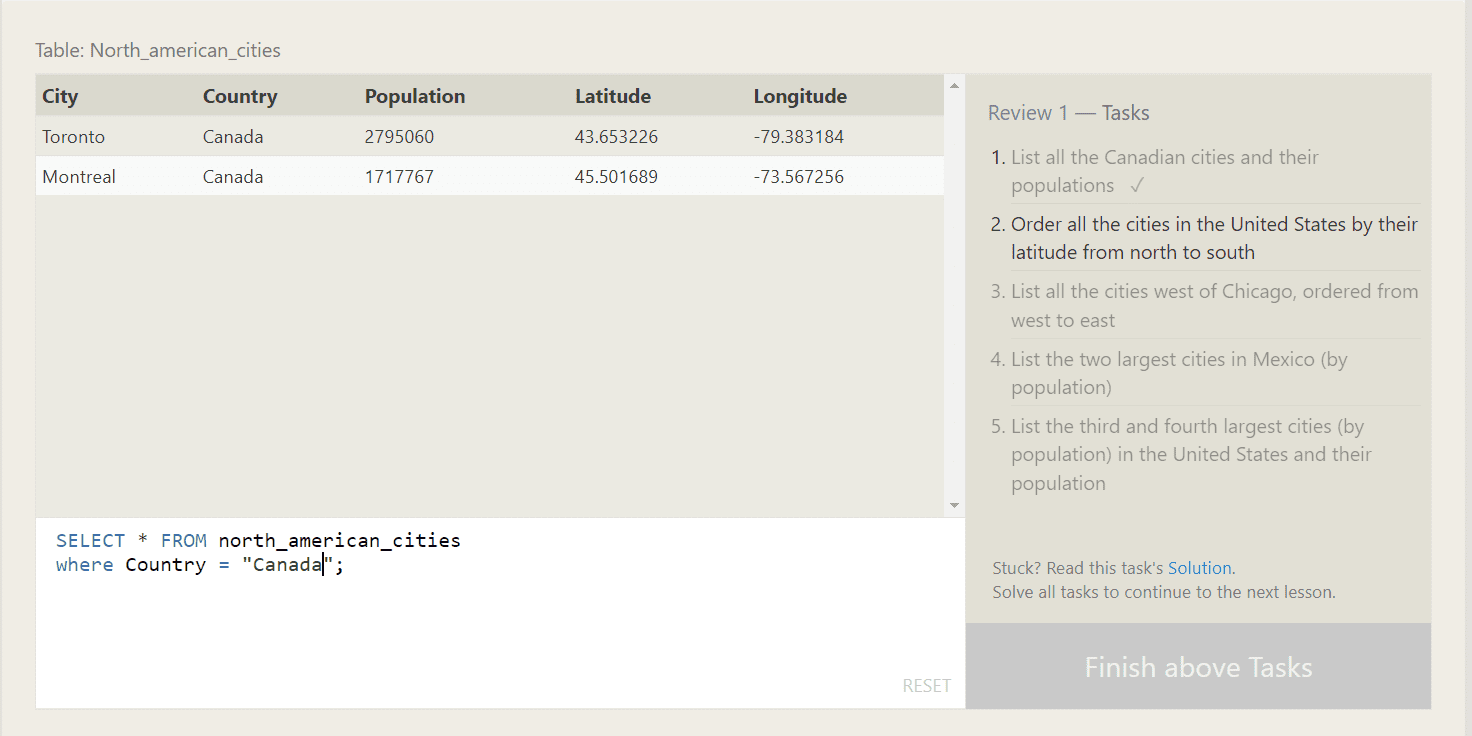 Table: North_american_cities
City Country Population Latitude Longitude
Toronto Canada 2795060 43.653226 -79.383184
Montreal Canada 1717767 45.501689 -73.567256
SELECT * FROM north_american_cities
where Country = "Canada";
RESET
Review 1 — Tasks
1. List all the Canadian cities and their
populations ✓
2. Order all the cities in the United States by their
latitude from north to south
3. List all the cities west of Chicago, ordered from
west to east
4. List the two largest cities in Mexico (by
population)
5. List the third and fourth largest cities (by
population) in the United States and their
population
Stuck? Read this task's Solution.
Solve all tasks to continue to the next lesson.
Finish above Tasks